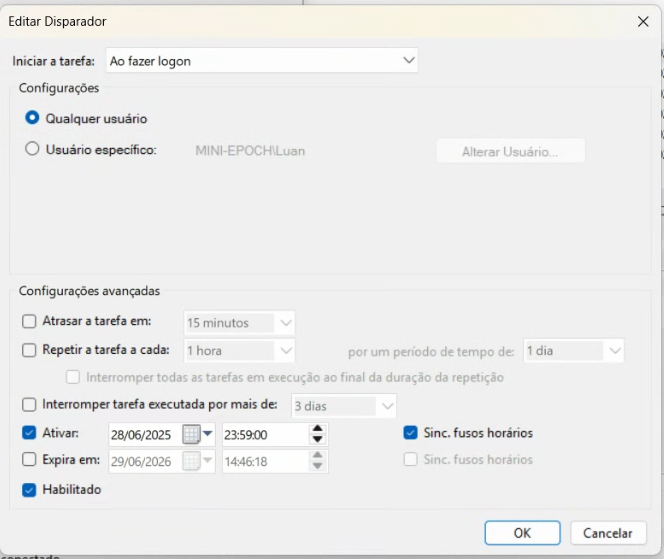 Editar Disparador
Iniciar a tarefa: Ao fazer logon
Configurações
Qualquer usuário
Usuário específico: MINI-EPOCH\Luan Alterar Usuário...
Configurações avançadas
Atrasar a tarefa em: 15 minutos
Repetir a tarefa a cada: 1 hora por um período de tempo de: 1 dia
Interromper todas as tarefas em execução ao final da duração da repetição
Interromper tarefa executada por mais de: 3 dias
Ativar: 28/06/2025 23:59:00 Sinc. fusos horários
Expira em: 29/06/2026 14:46:18 Sinc. fusos horários
Habilitado
OK Cancelar